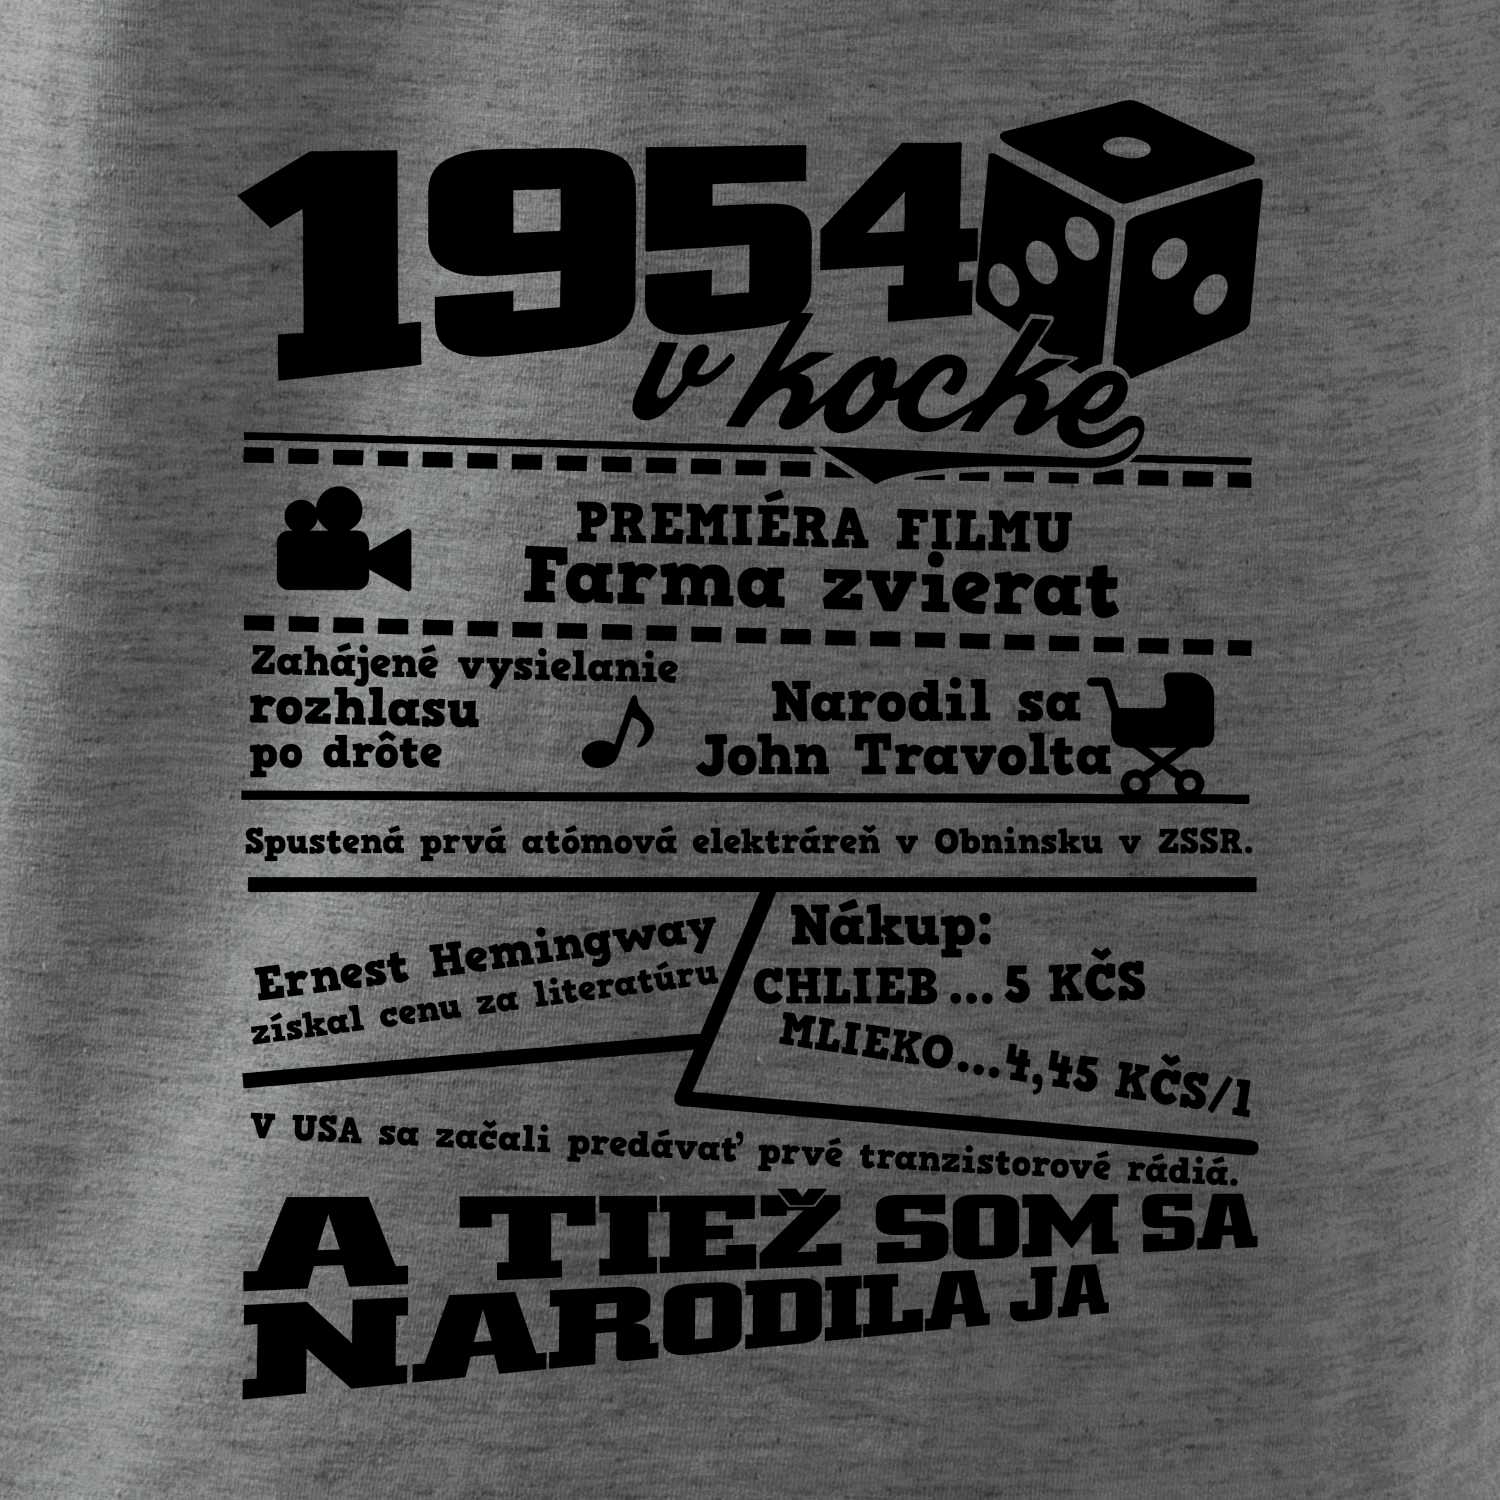 1954
v kocke
PREMIÉRA FILMU
Farma zvierat
Zahájené vysielanie
rozhlasu
po drôte
Narodil sa
John Travolta
Spustená prvá atómová elektráreň v Obninsku v ZSSR.
Ernest Hemingway
získal cenu za literatúru
Nákup:
CHLIEB... 5 KČS
MLIEKO...4,45 KČS/l
V USA sa začali predávať prvé tranzistorové rádiá.
A TIEŽ SOM SA
NARODILA JA